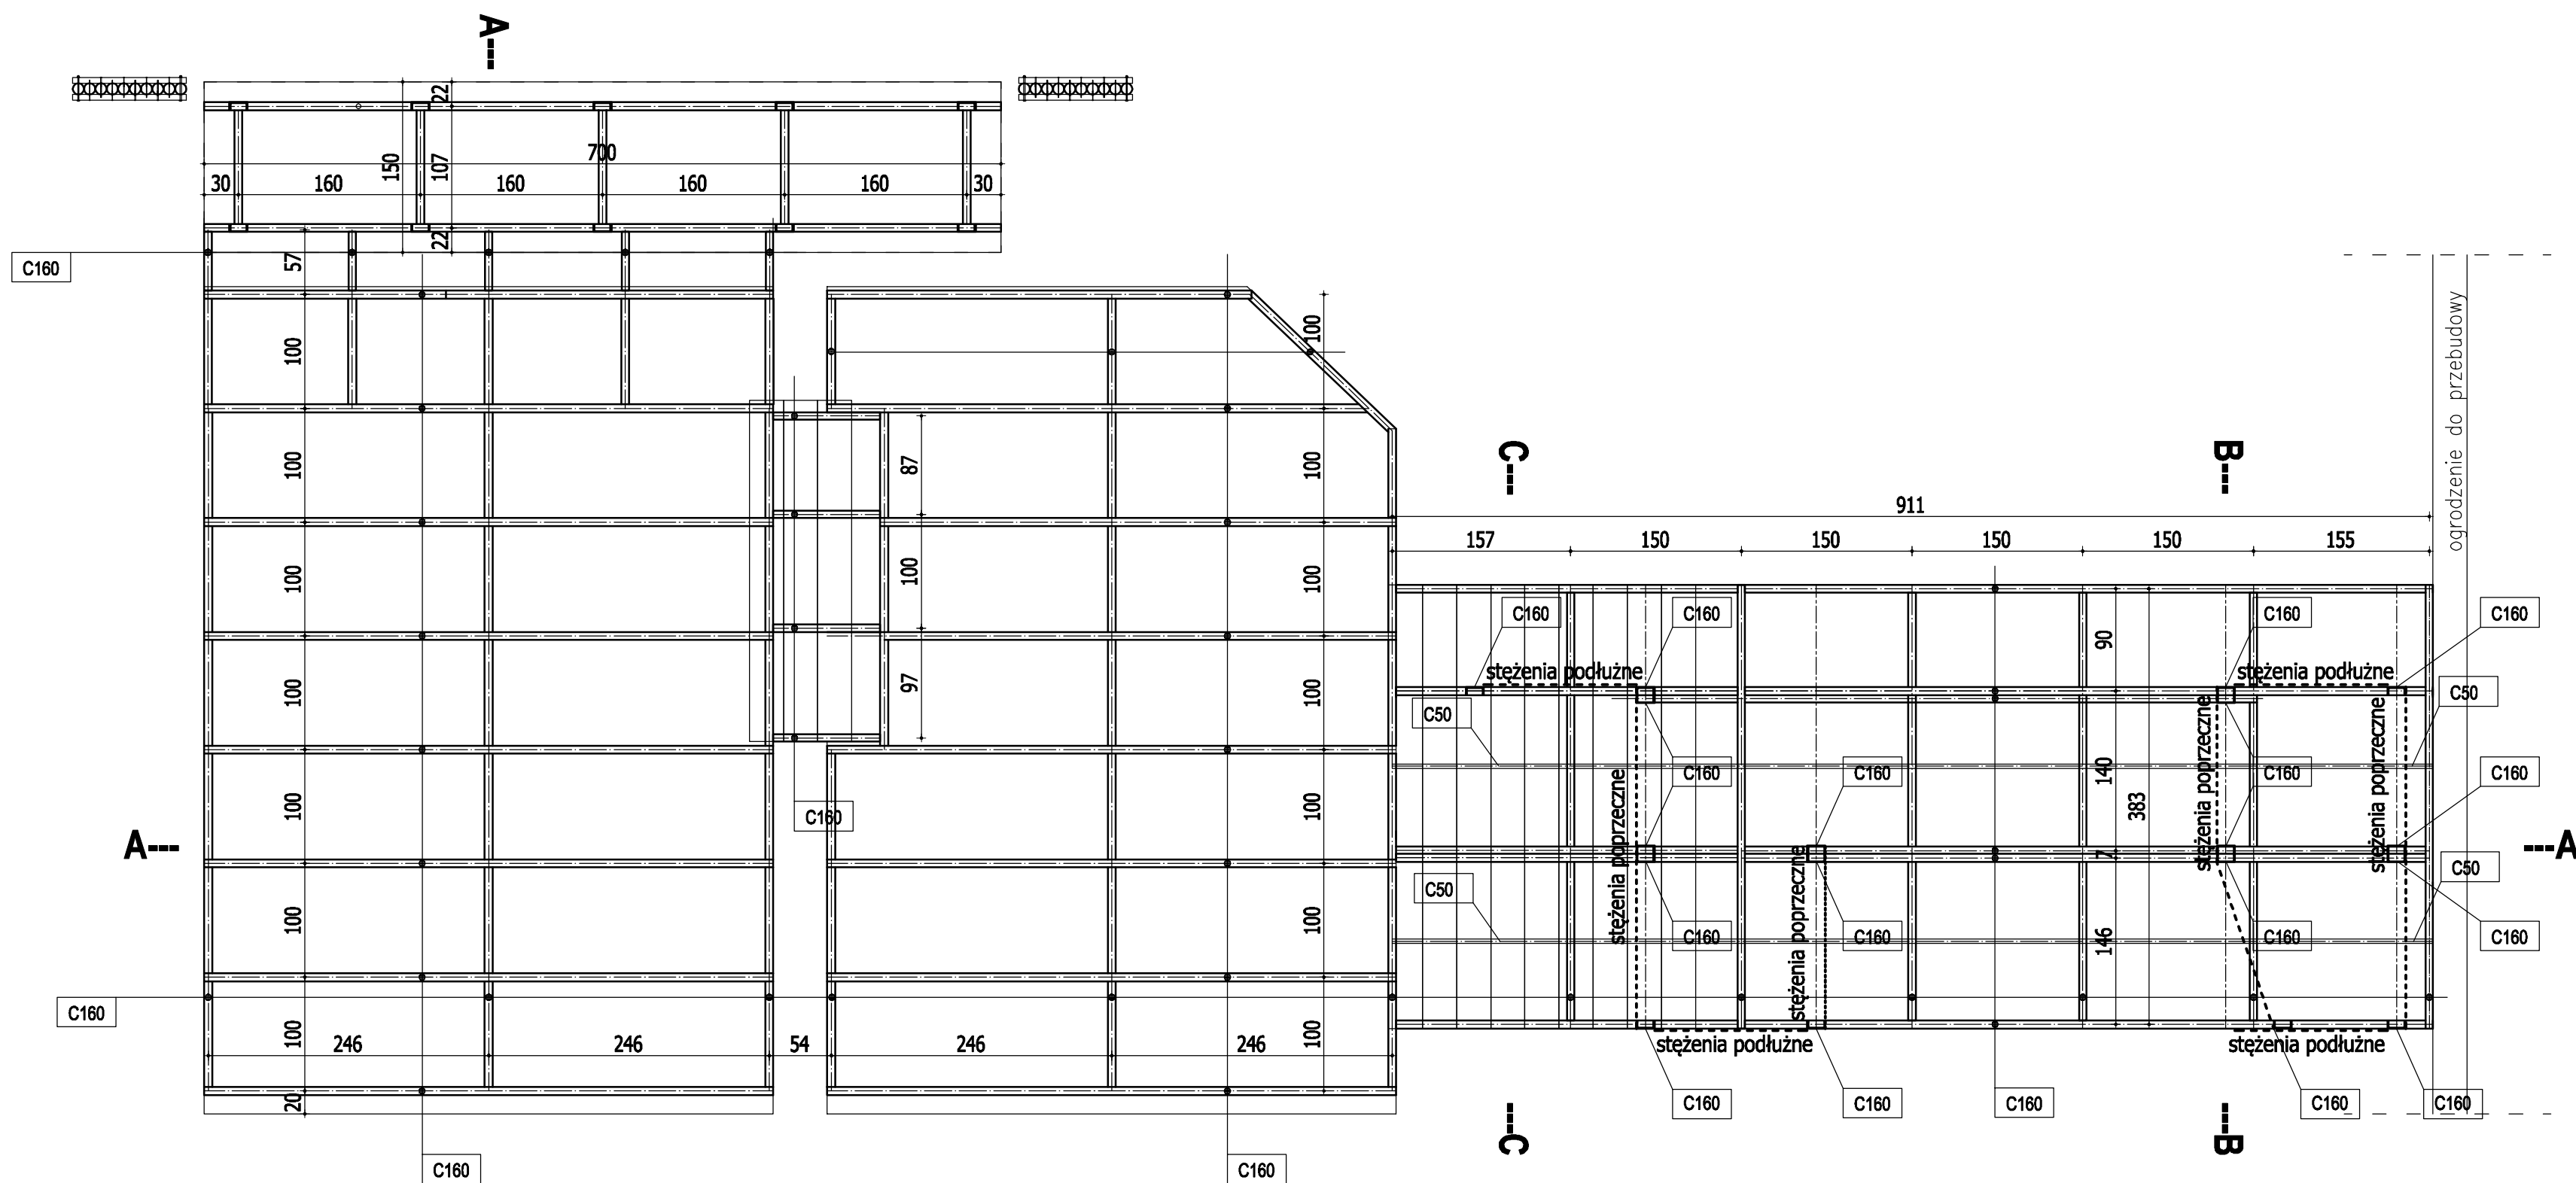 A---
22
150
107
700
30
160
160
160
160
30
22
C160
57
100
100
100
100
100
100
100
20
246
246
54
246
246
87
100
97
C160
100
100
100
100
100
100
100
C160
A---
C160
C160
C---
B---
911
157
150
150
150
150
155
ogrodzenie do przebudowy
C160
C160
C160
C160
stężenia podłużne
stężenia podłużne
C50
C50
90
140
383
7
146
C160
C160
C160
C160
stężenia poprzeczne
stężenia poprzeczne
stężenia poprzeczne
stężenia poprzeczne
C50
C50
---A
C160
C160
C160
C160
stężenia podłużne
stężenia podłużne
C160
C160
C160
C160
C160
---C
---B